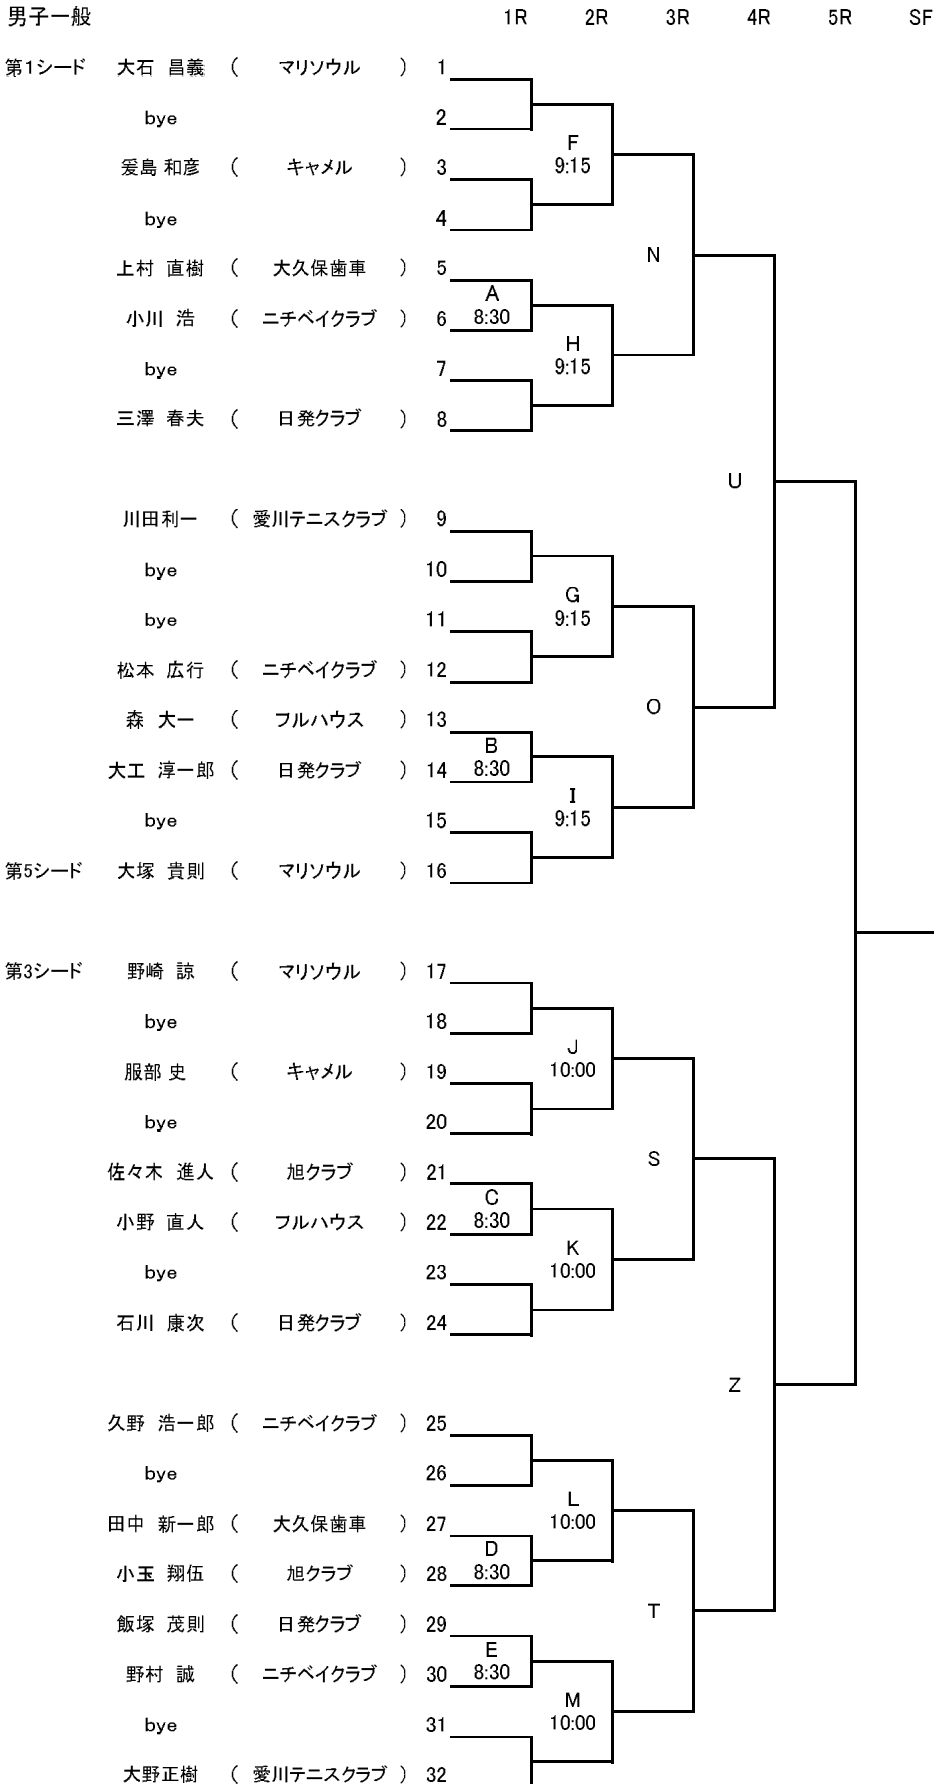 男子一般 1R 2R 3R 4R 5R SF
第1シード 大石 昌義 ( マリソウル ) 1
bye 2
F
爰島 和彦 ( キャメル ) 3 9:15
bye 4
N
上村 直樹 ( 大久保歯車 ) 5
A
小川 浩 ( ニチベイクラブ ) 6 8:30
H
bye 7 9:15
三澤 春夫 ( 日発クラブ ) 8
U
川田利一 ( 愛川テニスクラブ ) 9
bye 10
G
bye 11 9:15
松本 広行 ( ニチベイクラブ ) 12
O
森 大一 ( フルハウス ) 13
B
大工 淳一郎 ( 日発クラブ ) 14 8:30
I
bye 15 9:15
第5シード 大塚 貴則 ( マリソウル ) 16
第3シード 野崎 諒 ( マリソウル ) 17
bye 18
J
服部 史 ( キャメル ) 19 10:00
bye 20
S
佐々木 進人 ( 旭クラブ ) 21
C
小野 直人 ( フルハウス ) 22 8:30
K
bye 23 10:00
石川 康次 ( 日発クラブ ) 24
Z
久野 浩一郎 ( ニチベイクラブ ) 25
bye 26
L
田中 新一郎 ( 大久保歯車 ) 27 10:00
D
小玉 翔伍 ( 旭クラブ ) 28 8:30
T
飯塚 茂則 ( 日発クラブ ) 29
E
野村 誠 ( ニチベイクラブ ) 30 8:30
M
bye 31 10:00
大野正樹 ( 愛川テニスクラブ ) 32